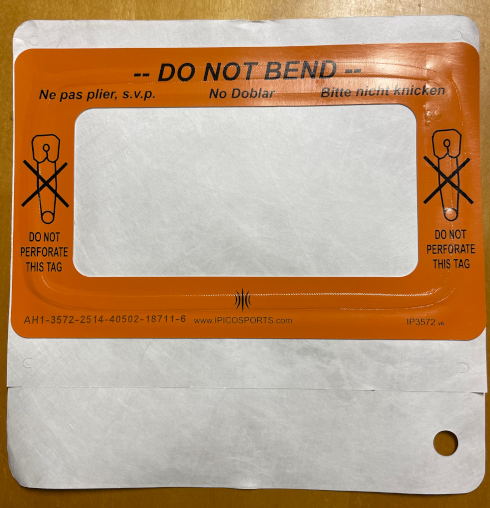 -- DO NOT BEND --
Ne pas plier, s.v.p. No Doblar Bitte nicht knicken
DO NOT
PERFORATE
THIS TAG
DO NOT
PERFORATE
THIS TAG
AH1-3572-2514-40502-18711-6 www.IPICOSPORTS.com IP3572 v6